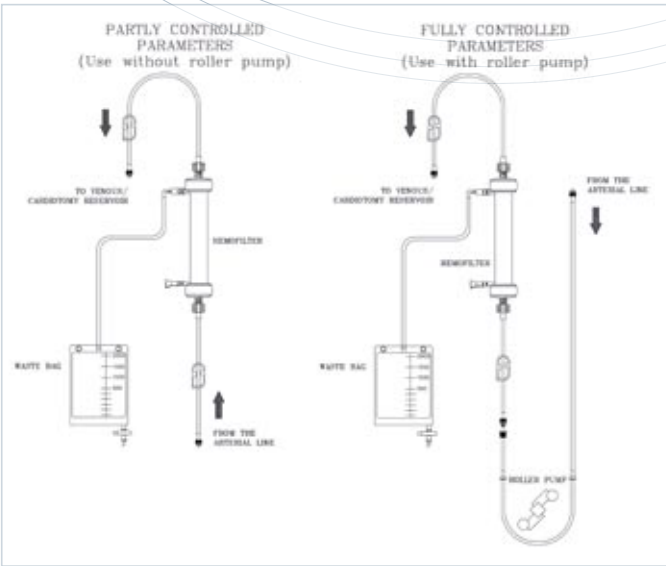 PARTLY CONTROLLED
PARAMETERS
(Use without roller pump)
TO VENOUS/
CARDIOTOMY RESERVOIR
HEMOFILTER
WASTE BAG
FROM THE
ARTERIAL LINE
FULLY CONTROLLED
PARAMETERS
(Use with roller pump)
TO VENOUS/
CARDIOTOMY RESERVOIR
FROM THE
ARTERIAL LINE
HEMOFILTER
WASTE BAG
ROLLER PUMP